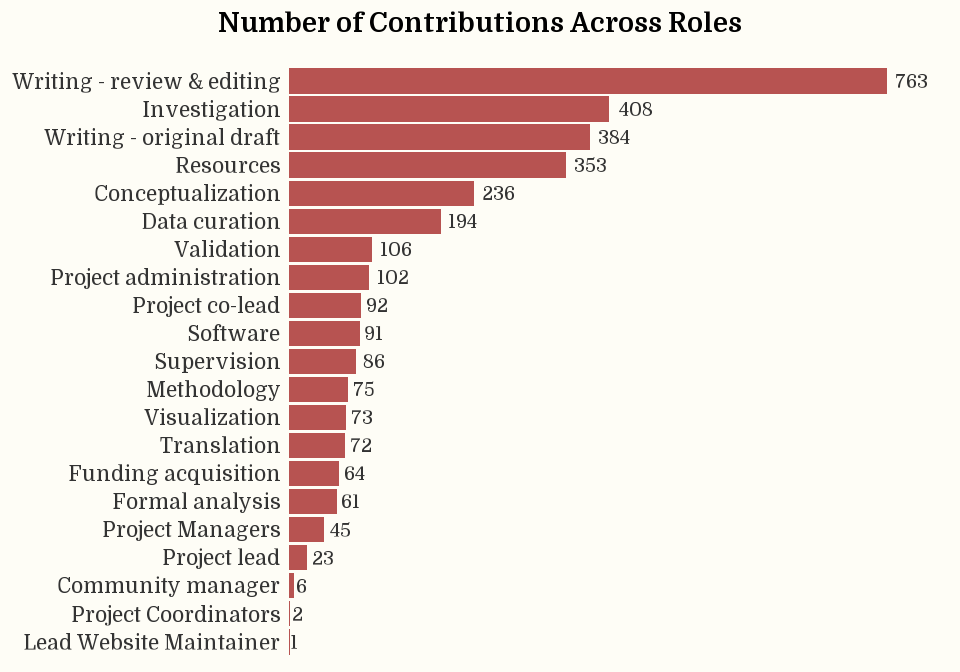 Number of Contributions Across Roles
Writing - review & editing 763
Investigation 408
Writing - original draft 384
Resources 353
Conceptualization 236
Data curation 194
Validation 106
Project administration 102
Project co-lead 92
Software 91
Supervision 86
Methodology 75
Visualization 73
Translation 72
Funding acquisition 64
Formal analysis 61
Project Managers 45
Project lead 23
Community manager 6
Project Coordinators 2
Lead Website Maintainer 1